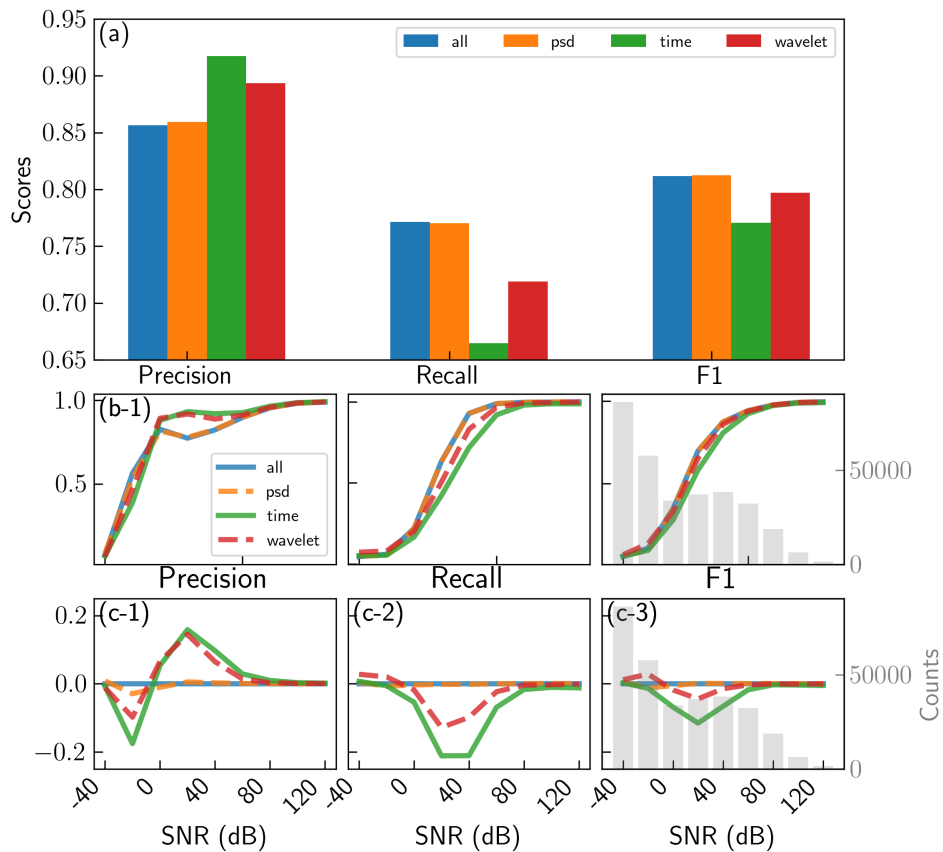 0.95
(a)
all psd time wavelet
0.90
0.85
0.80
Scores
0.75
0.70
0.65
Precision Recall F1
1.0
(b-1)
0.5
all
psd
time
wavelet
50000
0
Precision Recall F1
(c-1) (c-2) (c-3)
0.2
0.0
−0.2
50000
0
Counts
-40 0 40 80 120 -40 0 40 80 120 -40 0 40 80 120
SNR (dB) SNR (dB) SNR (dB)